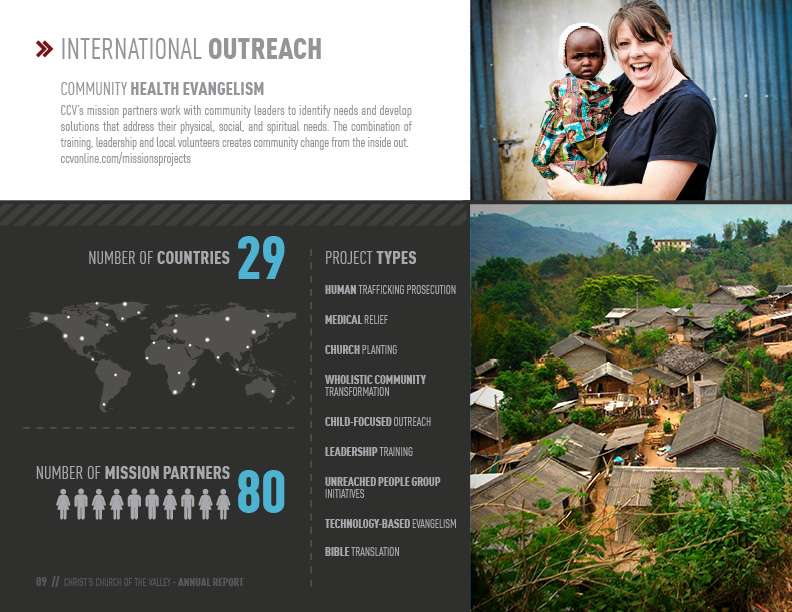 INTERNATIONAL OUTREACH
COMMUNITY HEALTH EVANGELISM
CCV's mission partners work with community leaders to identify needs and develop
solutions that address their physical, social, and spiritual needs. The combination of
training, leadership and local volunteers creates community change from the inside out.
ccvonline.com/missionsprojects
NUMBER OF COUNTRIES 29
NUMBER OF MISSION PARTNERS 80
PROJECT TYPES
HUMAN TRAFFICKING PROSECUTION
MEDICAL RELIEF
CHURCH PLANTING
WHOLISTIC COMMUNITY
TRANSFORMATION
CHILD-FOCUSED OUTREACH
LEADERSHIP TRAINING
UNREACHED PEOPLE GROUP
INITIATIVES
TECHNOLOGY-BASED EVANGELISM
BIBLE TRANSLATION
09 // CHRIST'S CHURCH OF THE VALLEY - ANNUAL REPORT